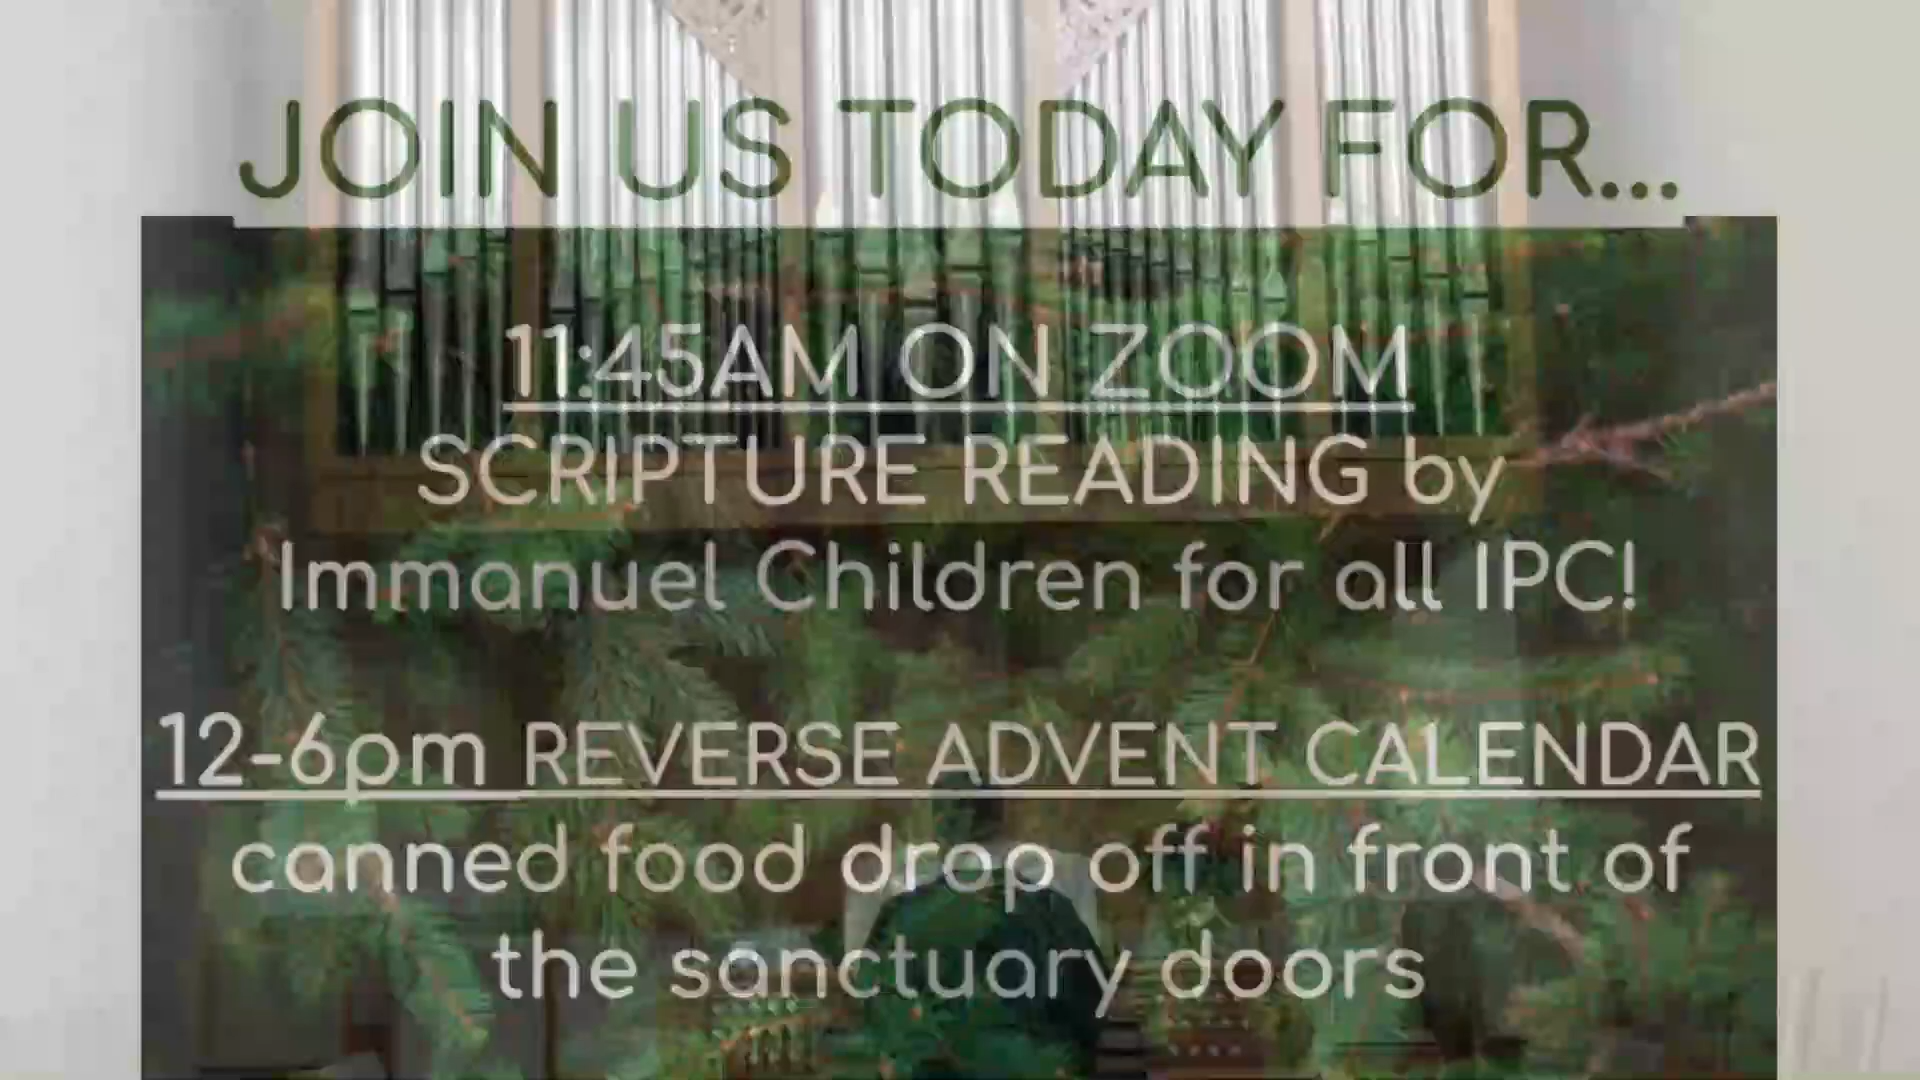 JOIN US TODAY FOR...
11:45AM ON ZOOM
SCRIPTURE READING by
Immanuel Children for all IPC!
12-6pm REVERSE ADVENT CALENDAR
canned food drop off in front of
the sanctuary doors